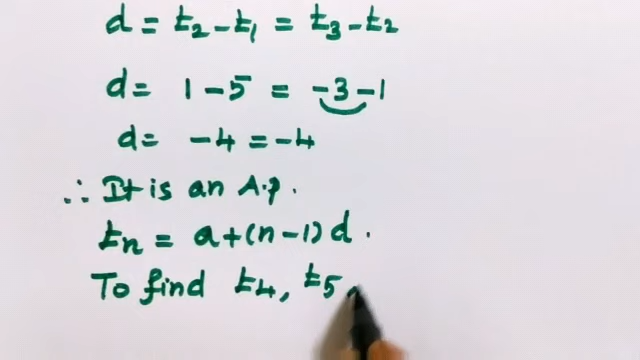 d = t₂ - t₁ = t₃ - t₂
d = 1 - 5 = -3 - 1
d = -4 = -4
∴ It is an A.p.
tn = a + (n - 1) d.
To find t₄, t₅,